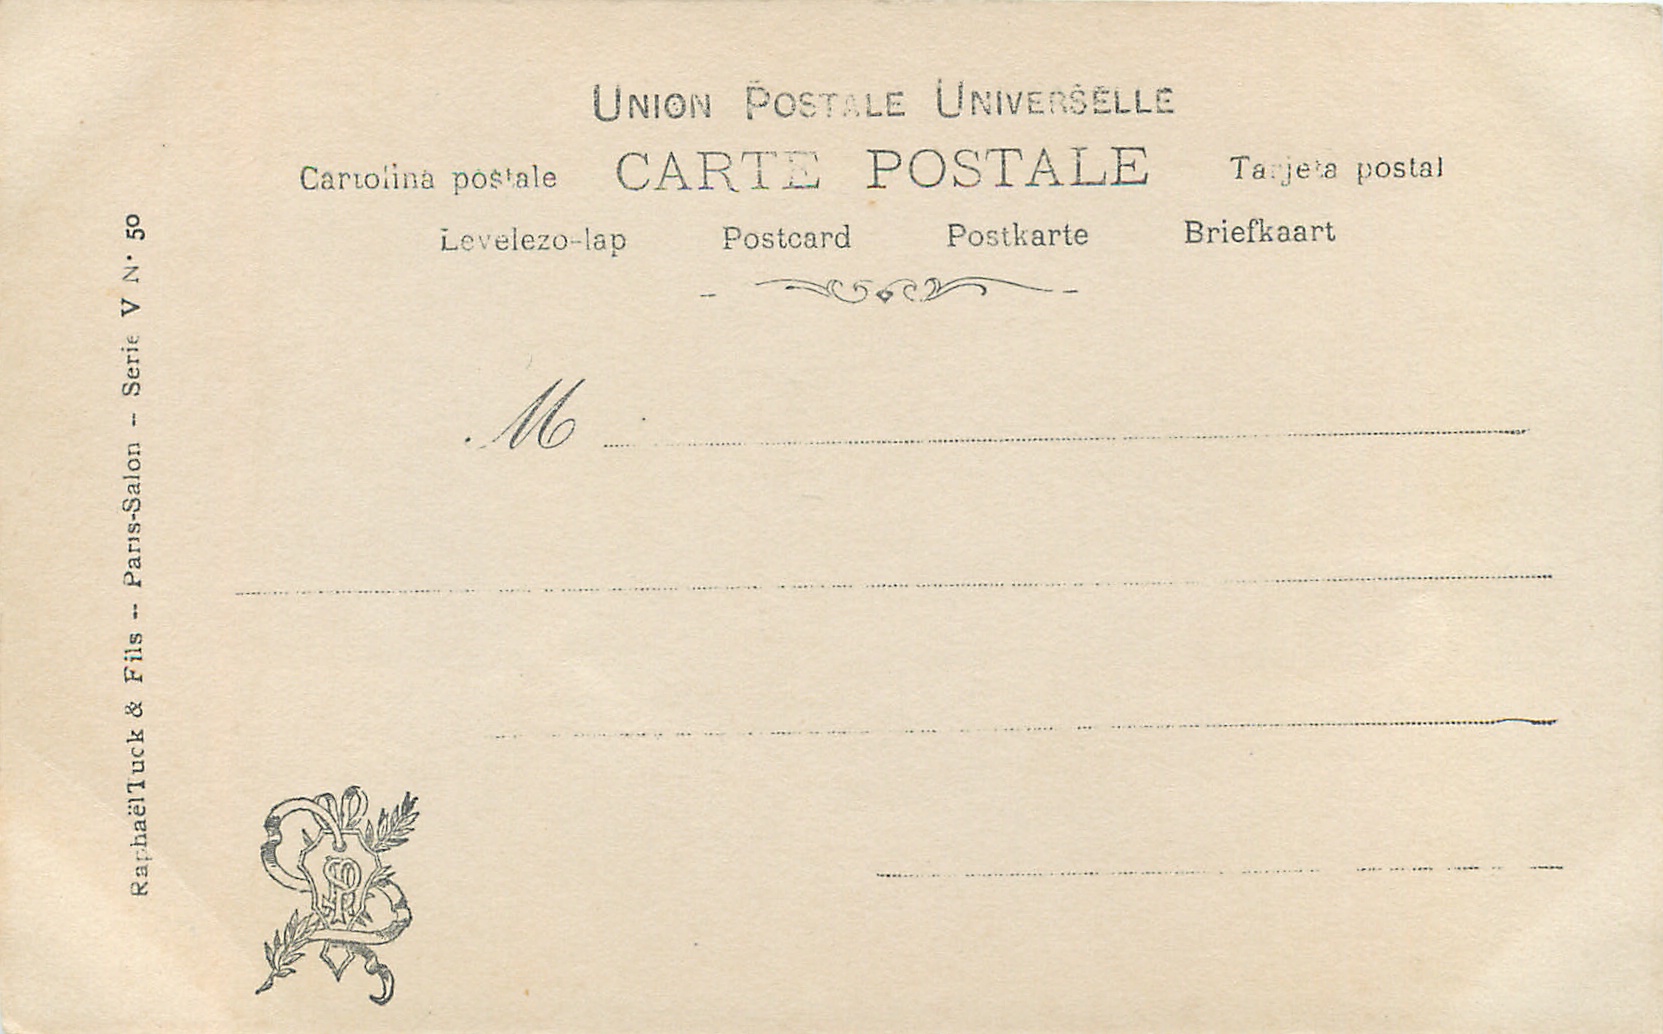 UNION POSTALE UNIVERSELLE
Cartolina postale CARTE POSTALE Tarjeta postal
Levelezo-lap Postcard Postkarte Briefkaart
M
Raphaël Tuck & Fils -- Paris-Salon - Serie V N. 50